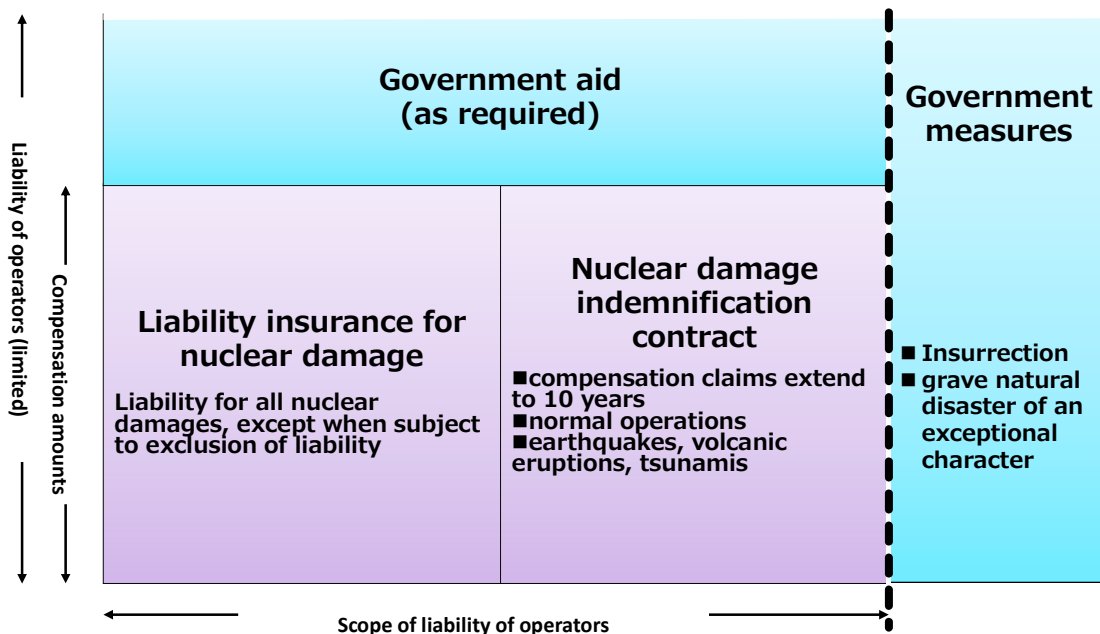 Government aid
(as required)
Government
measures
Liability of operators (limited)
Compensation amounts
Liability insurance for
nuclear damage
Liability for all nuclear
damages, except when subject
to exclusion of liability
Nuclear damage
indemnification
contract
■compensation claims extend
to 10 years
■normal operations
■earthquakes, volcanic
eruptions, tsunamis
■ Insurrection
■ grave natural
disaster of an
exceptional
character
Scope of liability of operators